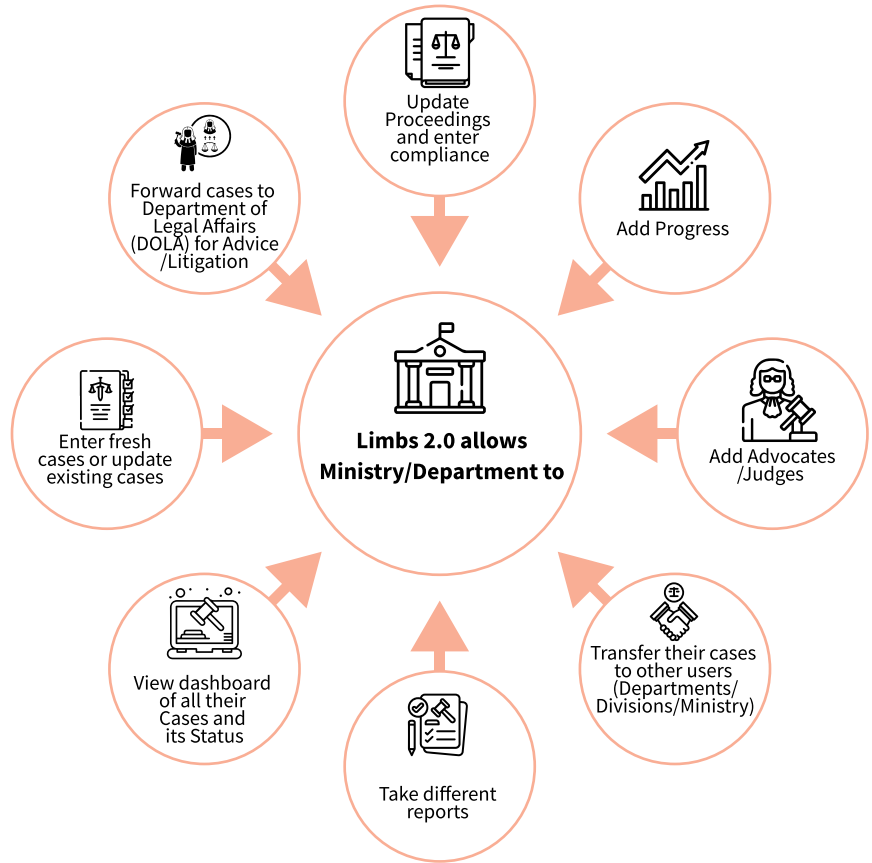 Update
Proceedings
and enter
compliance
Forward cases to
Department of
Legal Affairs
(DOLA) for Advice
/Litigation
Add Progress
Enter fresh
cases or update
existing cases
Limbs 2.0 allows
Ministry/Department to
Add Advocates
/Judges
View dashboard
of all their
Cases and
its Status
Transfer their cases
to other users
(Departments/
Divisions/Ministry)
Take different
reports